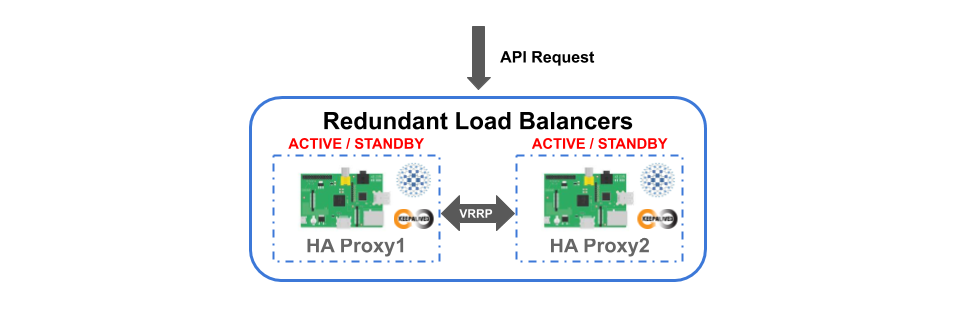 API Request
Redundant Load Balancers
ACTIVE / STANDBY
ACTIVE / STANDBY
KEEPALIVED
VRRP
KEEPALIVED
HA Proxy1
HA Proxy2